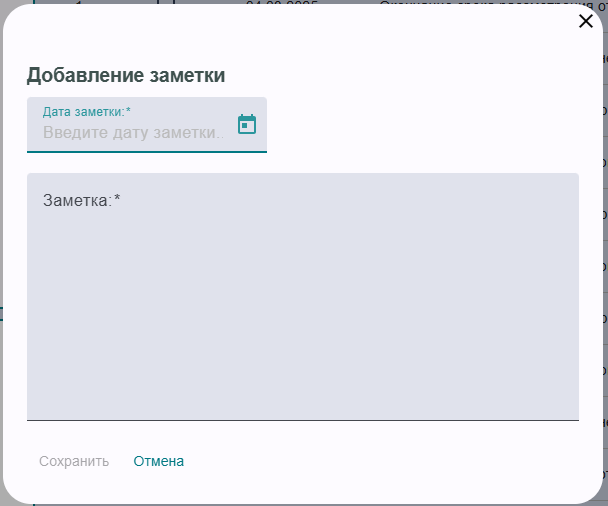 Добавление заметки
Дата заметки:*
Введите дату заметки..
Заметка:*
Сохранить Отмена